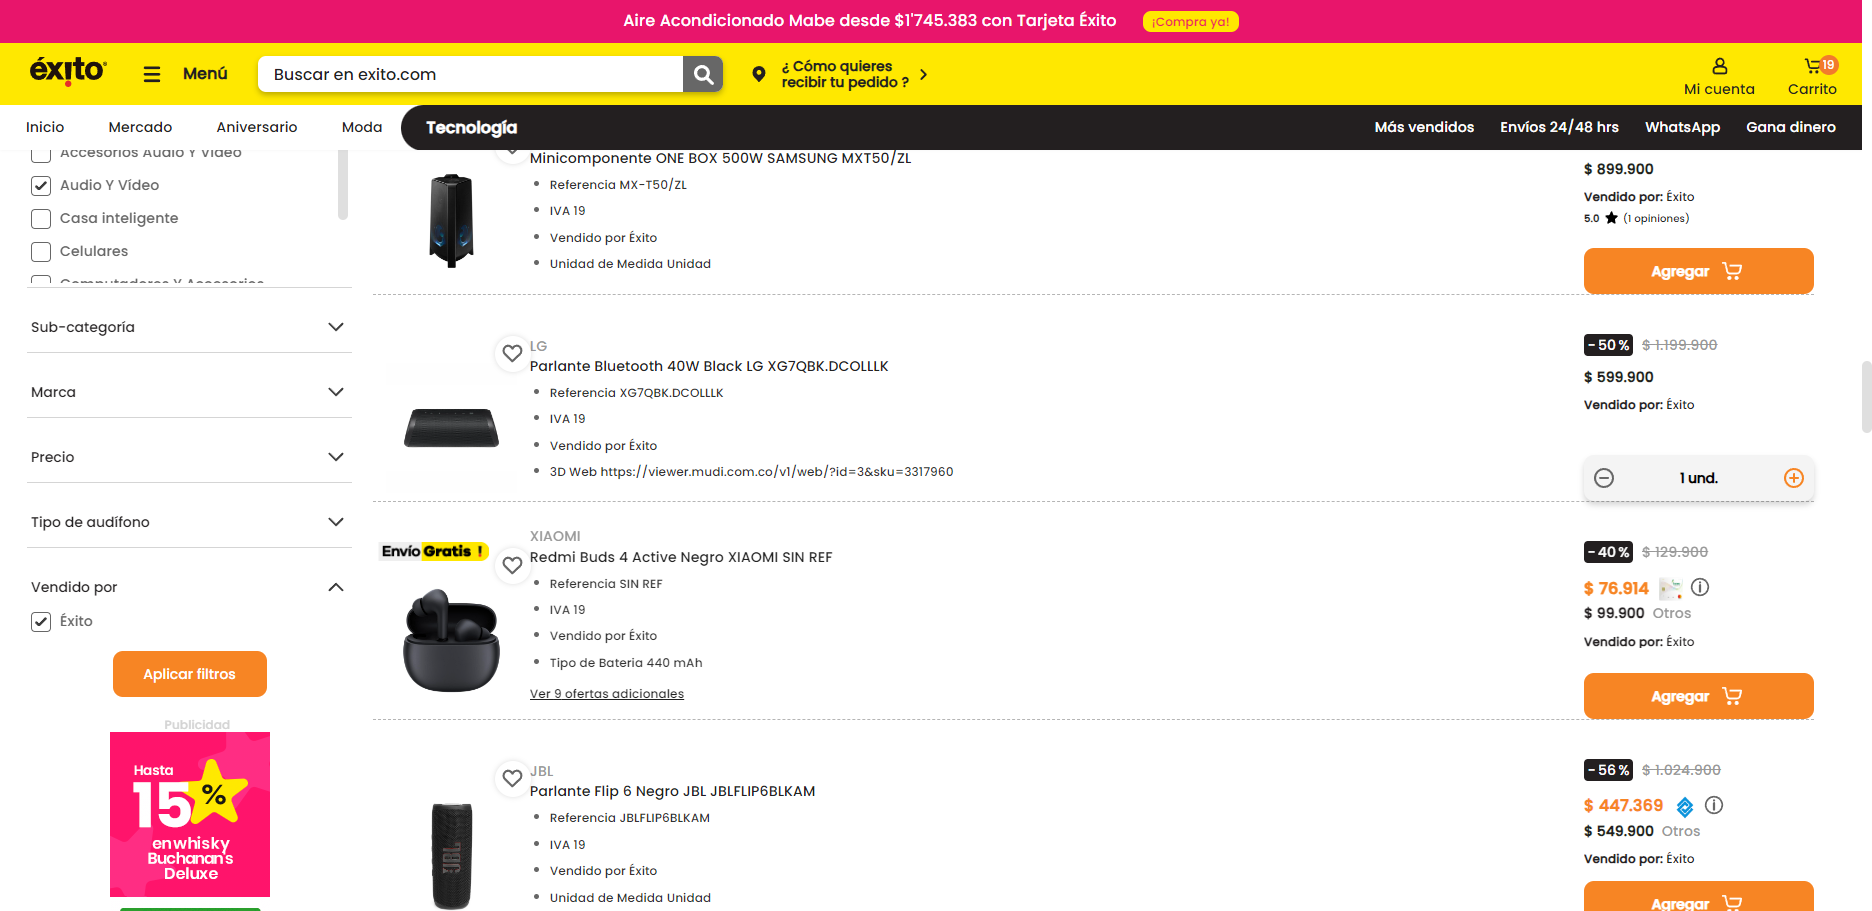 Aire Acondicionado Mabe desde $1'745.383 con Tarjeta Éxito ¡Compra ya!
éxito
Menú
Buscar en exito.com
¿ Cómo quieres
recibir tu pedido ?
Mi cuenta
19
Carrito
Inicio Mercado Aniversario Moda Tecnología Más vendidos Envíos 24/48 hrs WhatsApp Gana dinero
Accesorios Audio Y Video
Audio Y Vídeo
Casa inteligente
Celulares
Computadores Y Accesorios
Sub-categoría
Marca
Precio
Tipo de audífono
Vendido por
Éxito
Aplicar filtros
Publicidad
Hasta
15 %
en whisky
Buchanan's
Deluxe
Minicomponente ONE BOX 500W SAMSUNG MXT50/ZL
Referencia MX-T50/ZL
IVA 19
Vendido por Éxito
Unidad de Medida Unidad
$ 899.900
Vendido por: Éxito
5.0 ★ (1 opiniones)
Agregar
LG
Parlante Bluetooth 40W Black LG XG7QBK.DCOLLLK
Referencia XG7QBK.DCOLLLK
IVA 19
Vendido por Éxito
3D Web https://viewer.mudi.com.co/v1/web/?id=3&sku=3317960
- 50 % $ 1.199.900
$ 599.900
Vendido por: Éxito
1 und.
Envío Gratis !
XIAOMI
Redmi Buds 4 Active Negro XIAOMI SIN REF
Referencia SIN REF
IVA 19
Vendido por Éxito
Tipo de Bateria 440 mAh
Ver 9 ofertas adicionales
- 40 % $ 129.900
$ 76.914
$ 99.900 Otros
Vendido por: Éxito
Agregar
JBL
Parlante Flip 6 Negro JBL JBLFLIP6BLKAM
Referencia JBLFLIP6BLKAM
IVA 19
Vendido por Éxito
Unidad de Medida Unidad
JBL
- 56 % $ 1.024.900
$ 447.369
$ 549.900 Otros
Vendido por: Éxito
Agregar